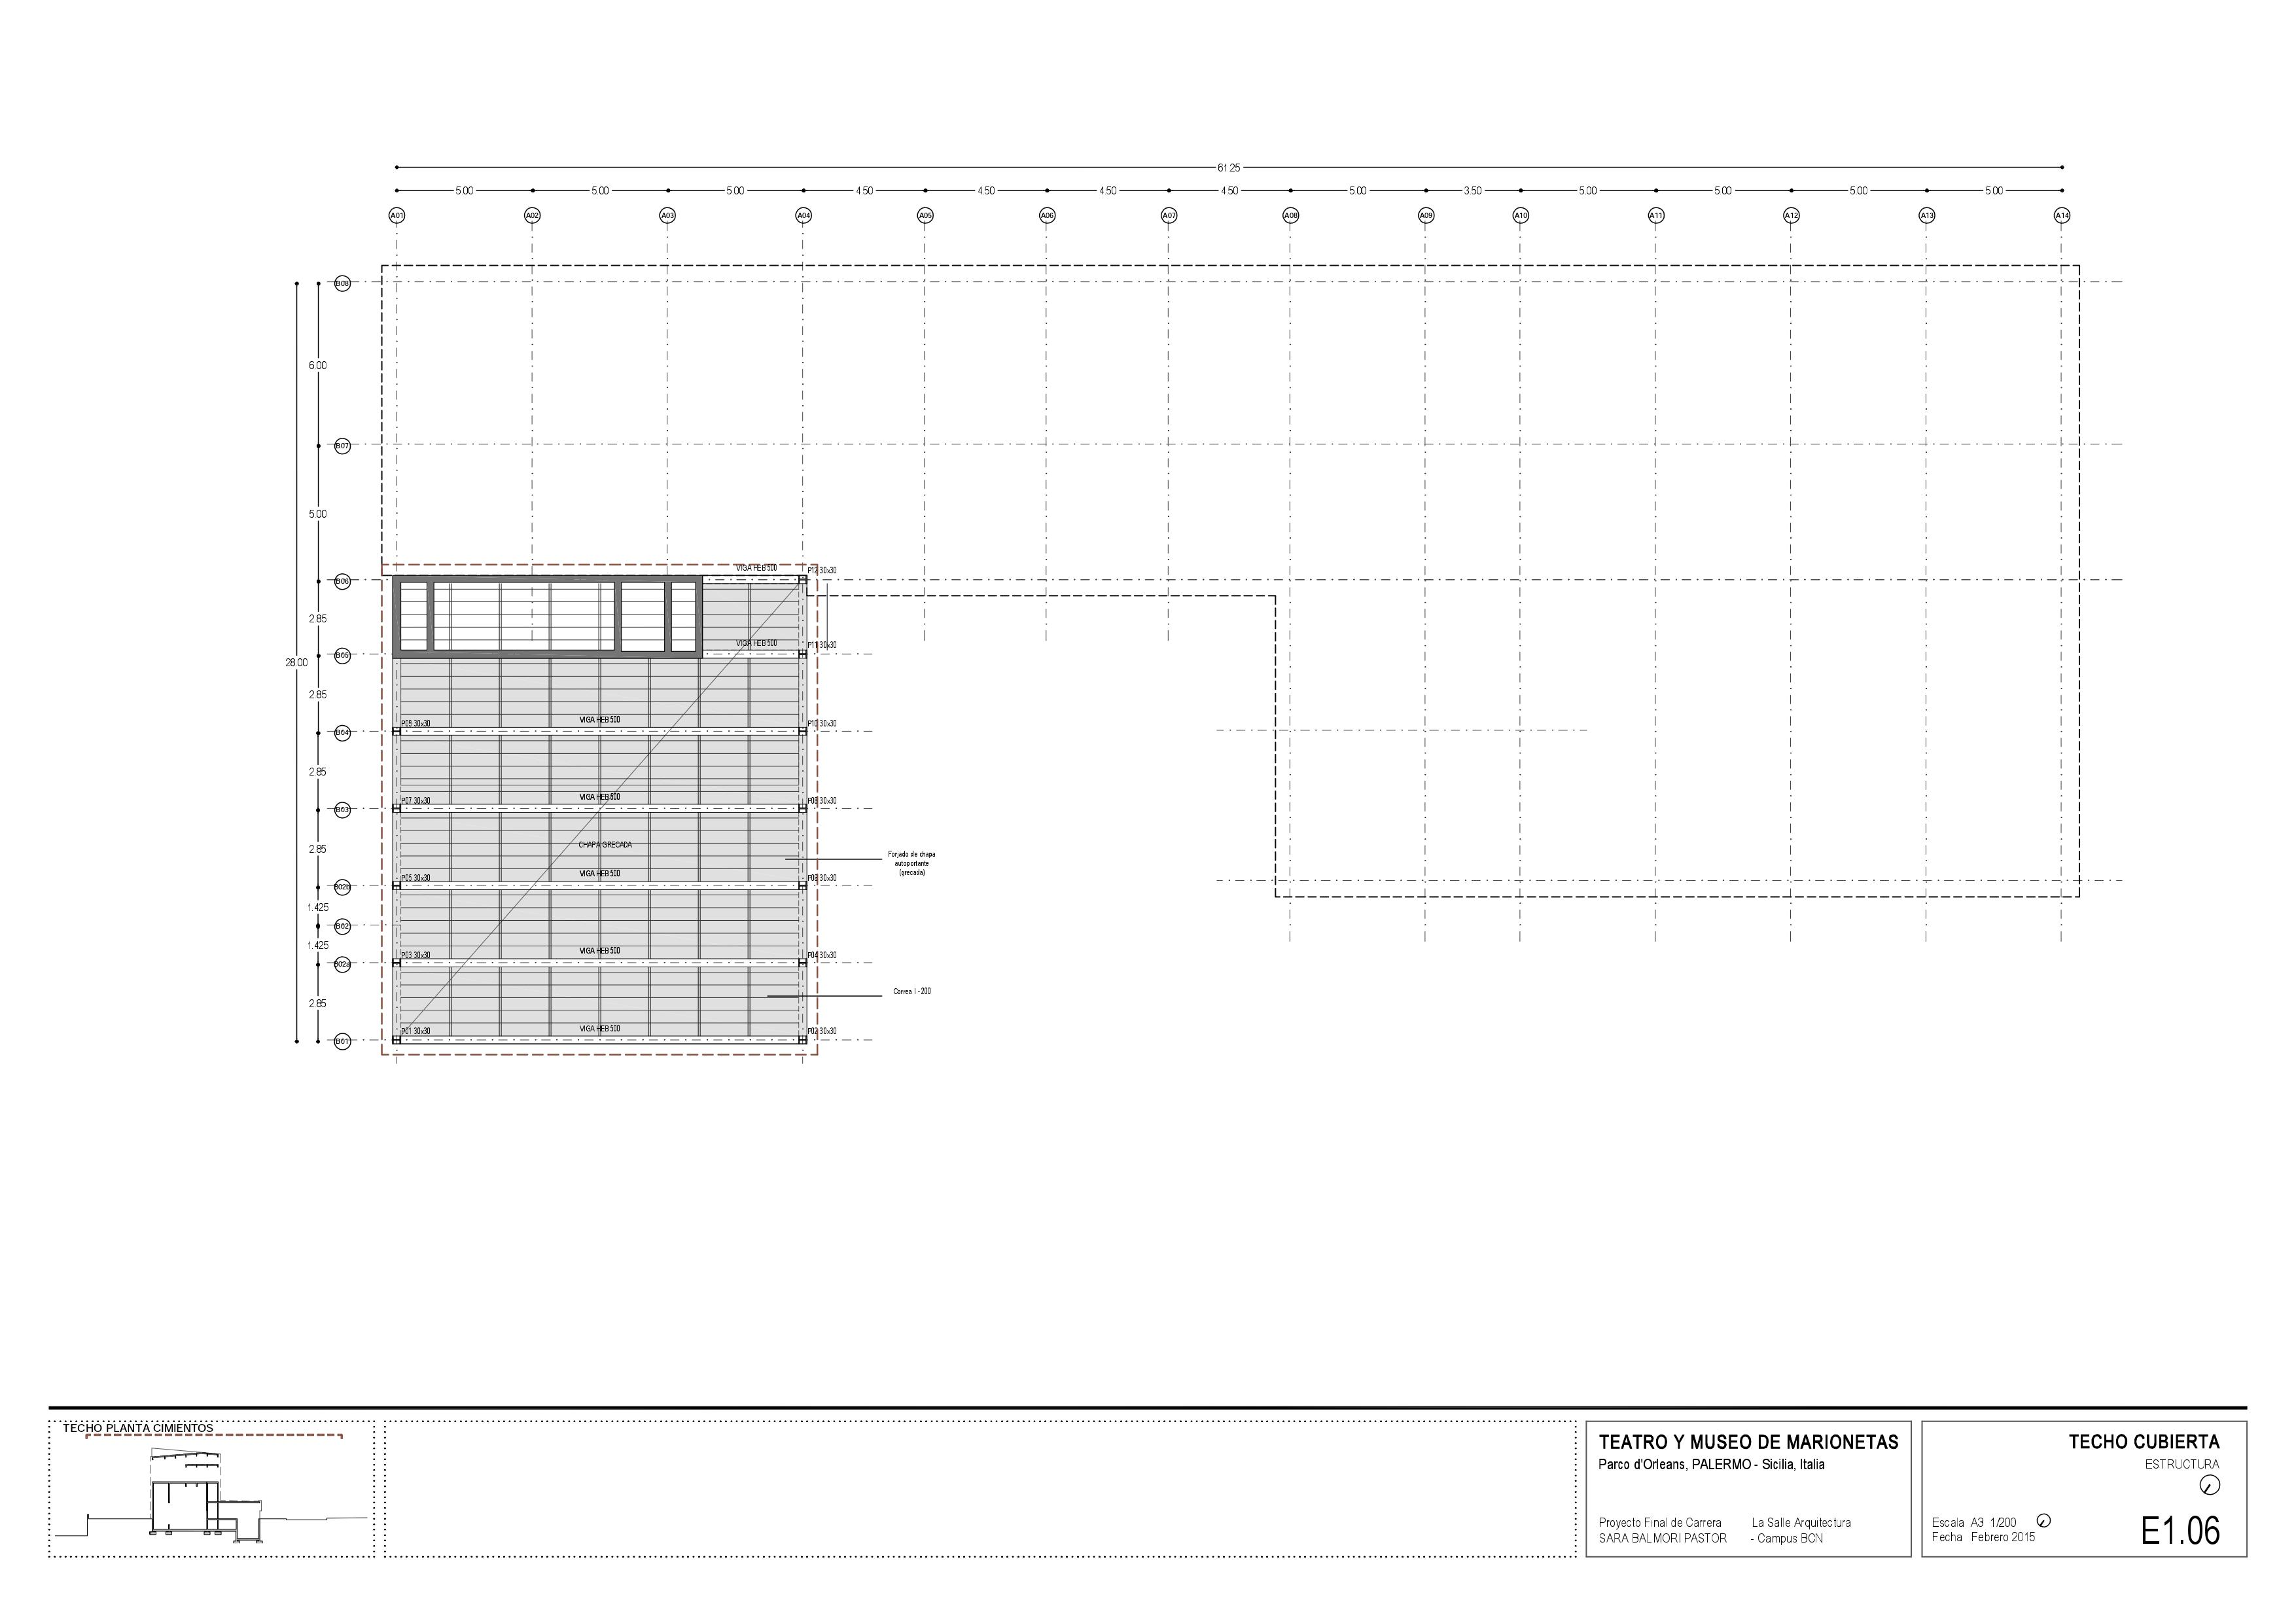 61.25
5.00 5.00 5.00 4.50 4.50 4.50 4.50 5.00 3.50 5.00 5.00 5.00 5.00
A01 A02 A03 A04 A05 A06 A07 A08 A09 A10 A11 A12 A13 A14
B08
6.00
B07
5.00
VIGA HEB 500
P12 30x30
B06
2.85
VIGA HEB 500
P11 30x30
B05
28.00
2.85
P09 30x30
VIGA HEB 500
P10 30x30
B04
2.85
P07 30x30
VIGA HEB 500
P08 30x30
B03
CHAPA GRECADA
2.85
Forjado de chapa
autoportante
(grecada)
P05 30x30
VIGA HEB 500
P06 30x30
B02b
1.425
B02
1.425
P03 30x30
VIGA HEB 500
P04 30x30
B02a
Correa I - 200
2.85
P01 30x30
VIGA HEB 500
P02 30x30
B01
TECHO PLANTA CIMIENTOS
TEATRO Y MUSEO DE MARIONETAS
Parco d'Orleans, PALERMO - Sicilia, Italia
Proyecto Final de Carrera La Salle Arquitectura
SARA BALMORI PASTOR - Campus BCN
TECHO CUBIERTA
ESTRUCTURA
Escala A3 1/200
Fecha Febrero 2015
E1.06